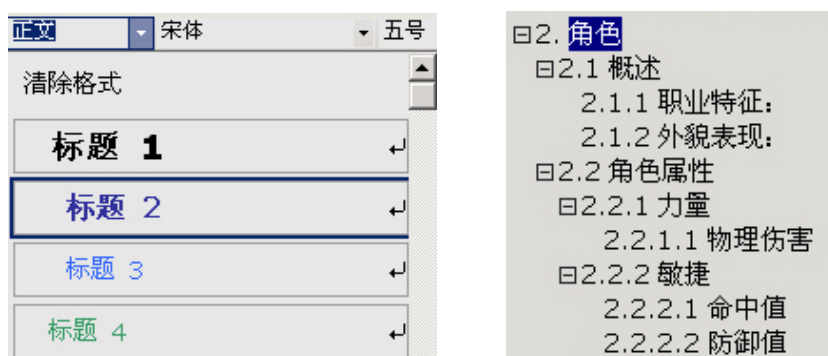 正文 宋体 五号
清除格式
标题 1
标题 2
标题 3
标题 4
2. 角色
2.1 概述
2.1.1 职业特征：
2.1.2 外貌表现：
2.2 角色属性
2.2.1 力量
2.2.1.1 物理伤害
2.2.2 敏捷
2.2.2.1 命中值
2.2.2.2 防御值